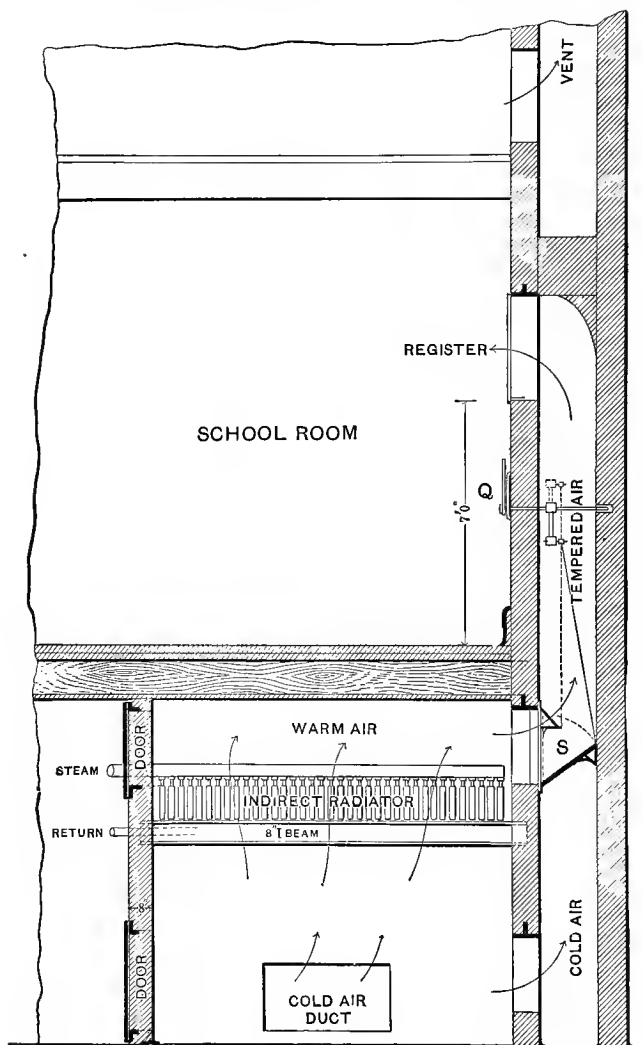 VENT
REGISTER
SCHOOL ROOM
Q
7'0"
TEMPERED AIR
WARM AIR
DOOR
S
STEAM
INDIRECT RADIATOR
RETURN
8" I BEAM
8"
COLD AIR
DOOR
COLD AIR
DUCT